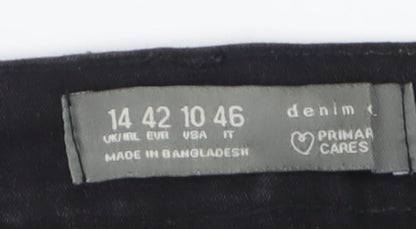 14 42 10 46 denim
UK/IRL EUR USA IT PRIMAR
MADE IN BANGLADESH CARES